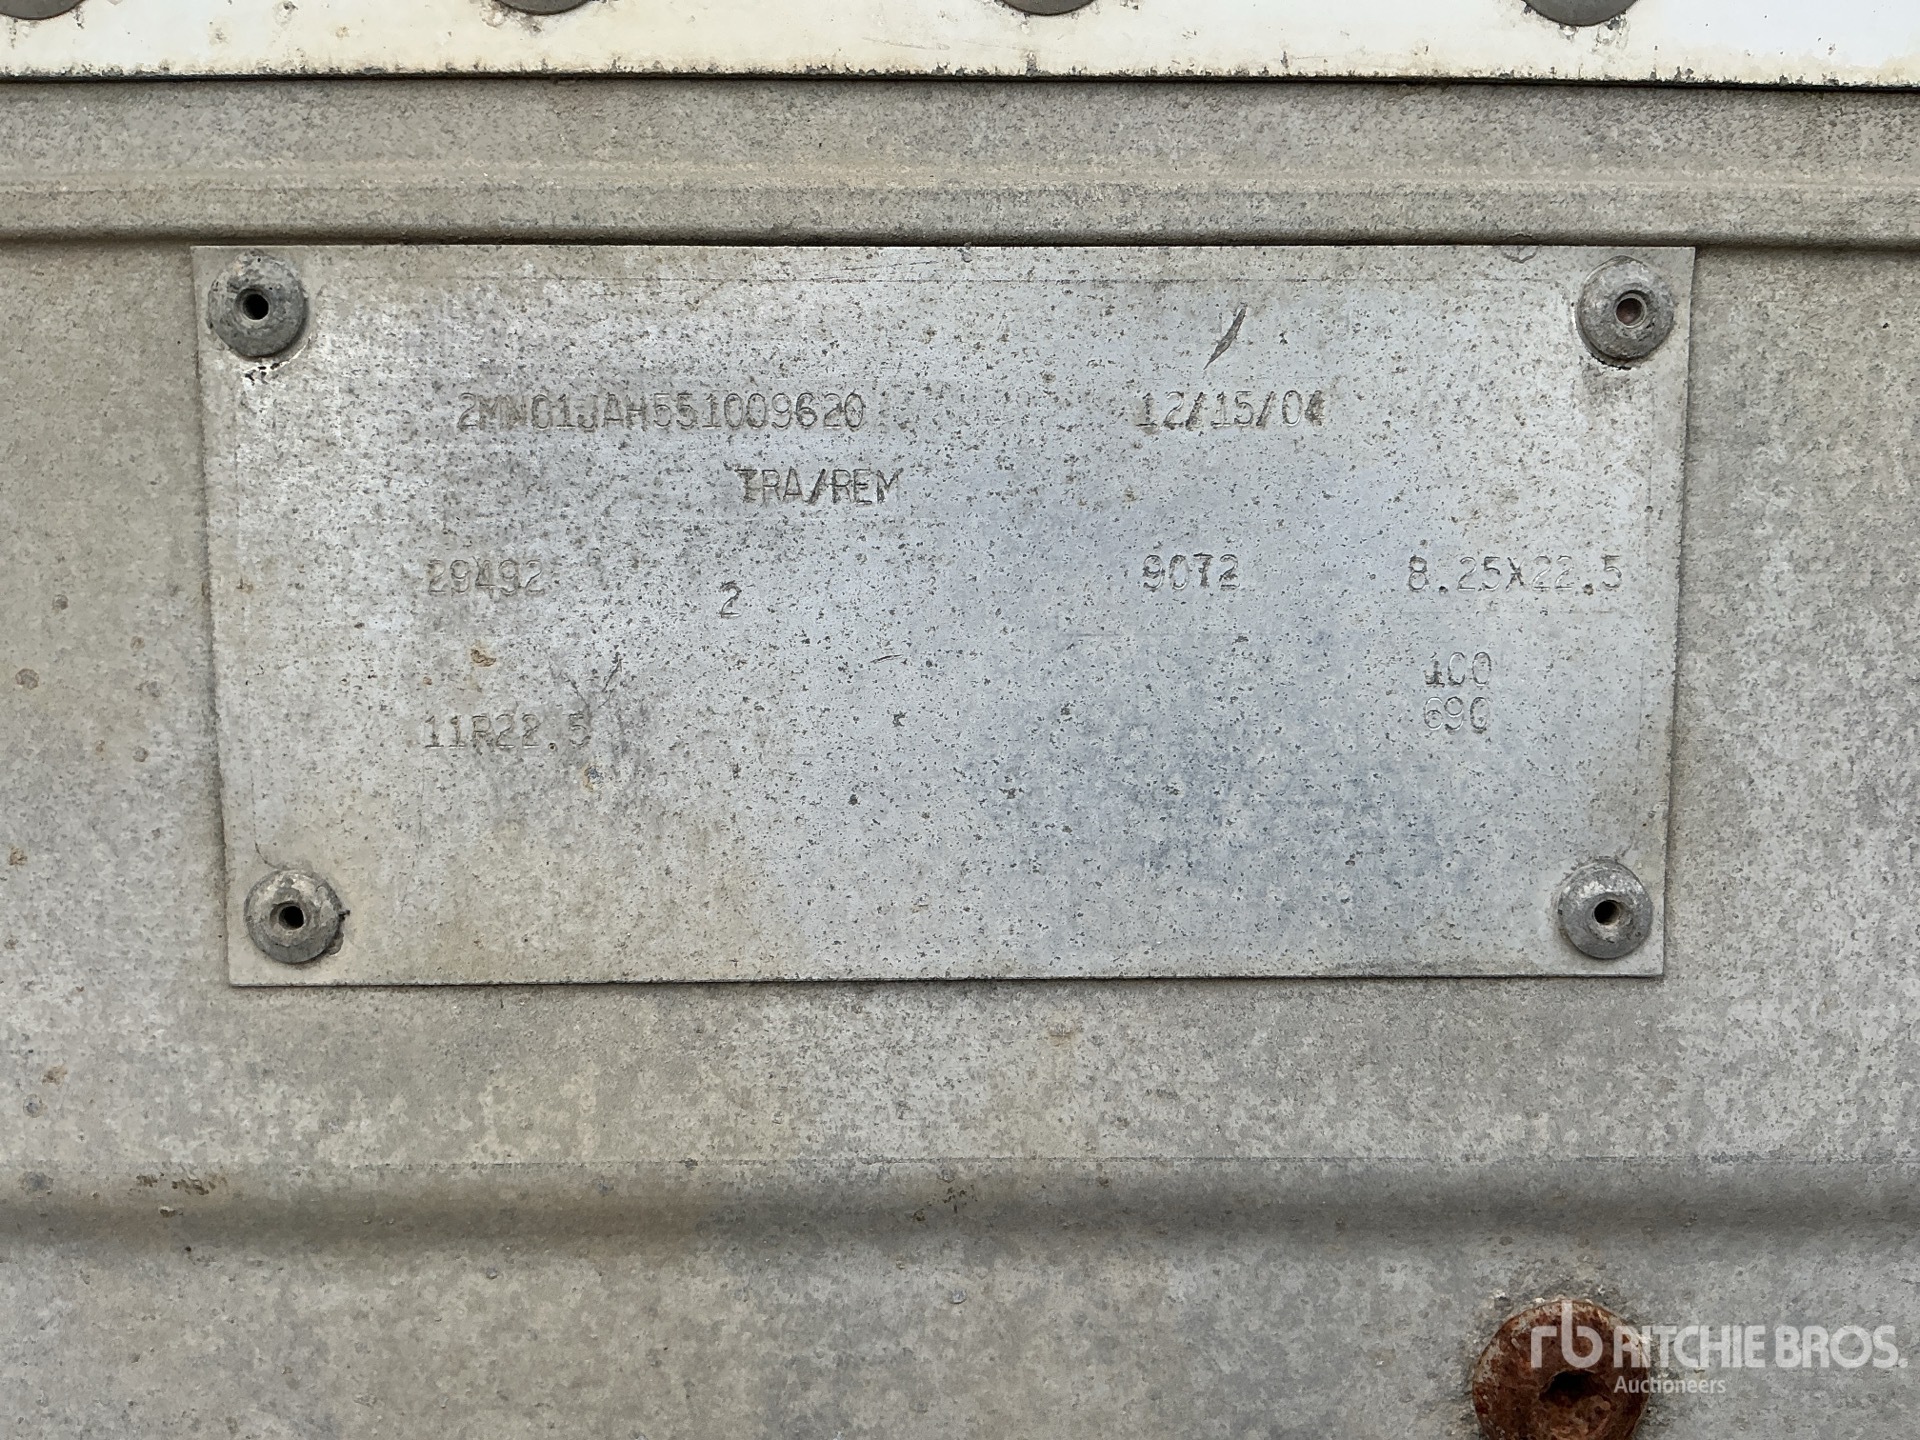 2MN01JAH551009620 12/15/04
TRA/REM
29492 2 9072 8.25X22.5
100
11R22.5 690
rb RITCHIE BROS.
Auctioneers